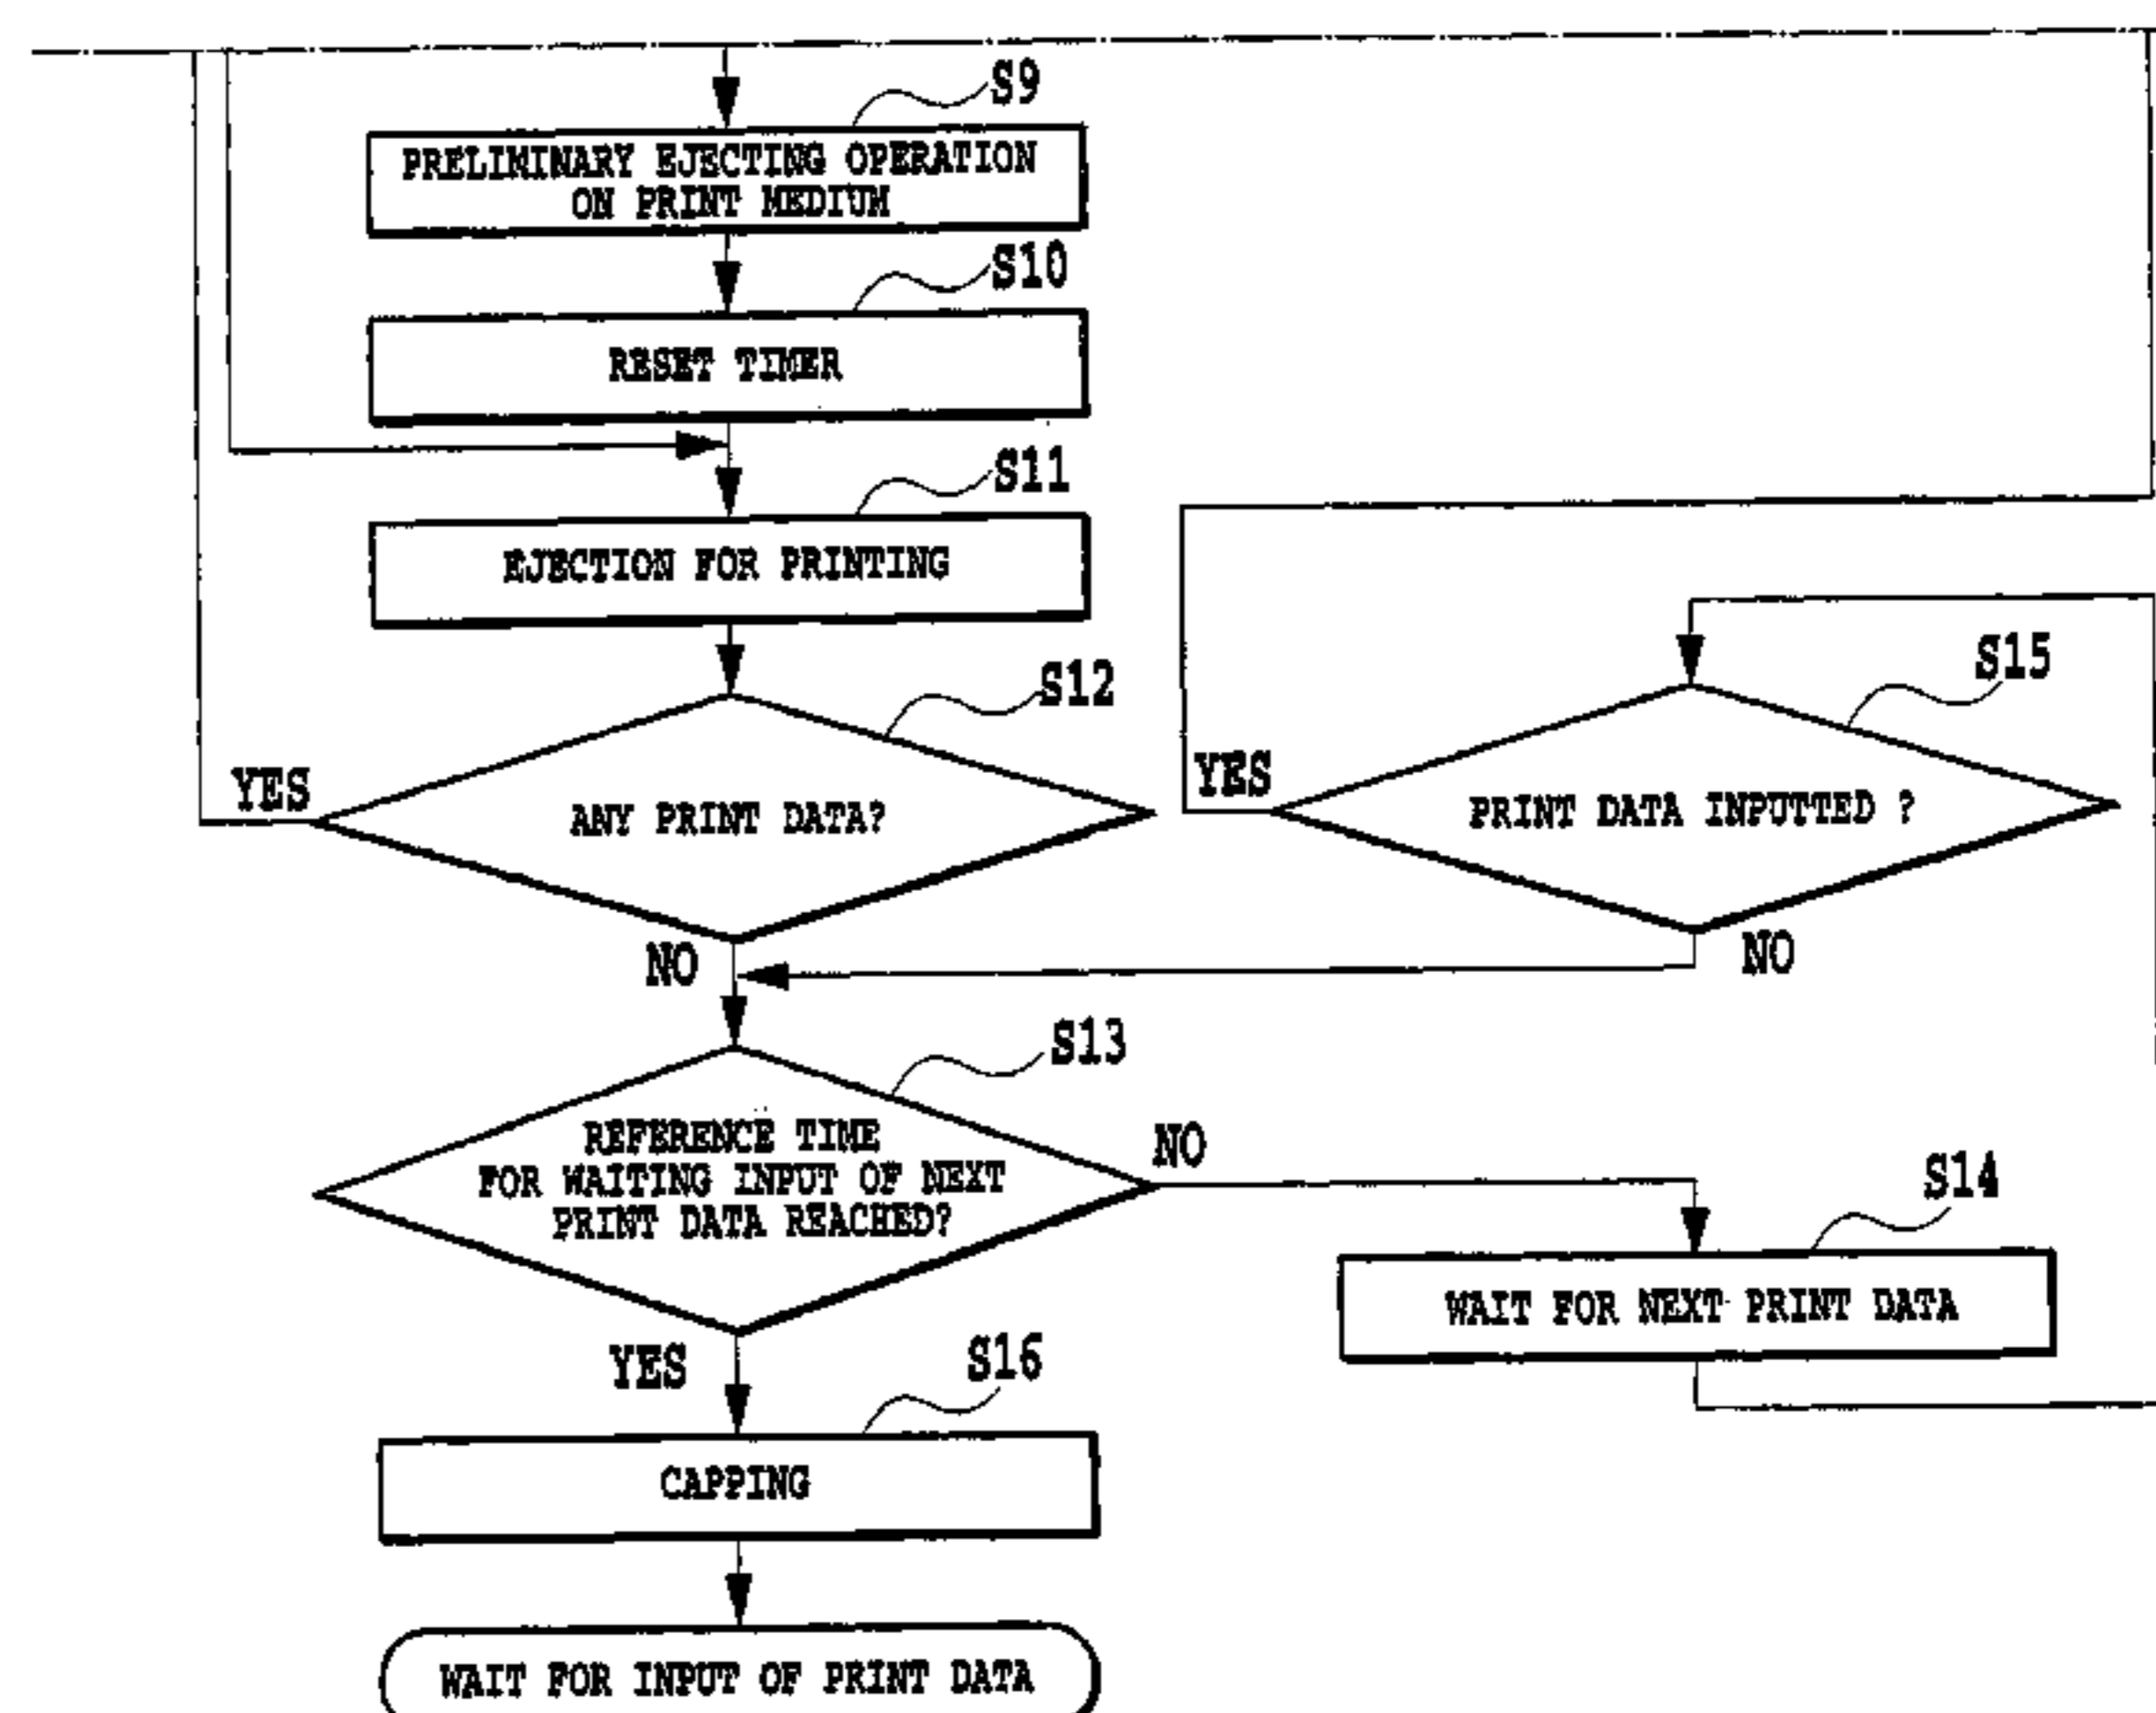 S9
PRELIMINARY EJECTING OPERATION
ON PRINT MEDIUM
S10
RESET TIMER
S11
EJECTION FOR PRINTING
S12
YES
ANY PRINT DATA?
NO
S15
YES
PRINT DATA INPUTTED ?
NO
S13
REFERENCE TIME
FOR WAITING INPUT OF NEXT
PRINT DATA REACHED?
NO
YES
S14
WAIT FOR NEXT PRINT DATA
S16
CAPPING
WAIT FOR INPUT OF PRINT DATA